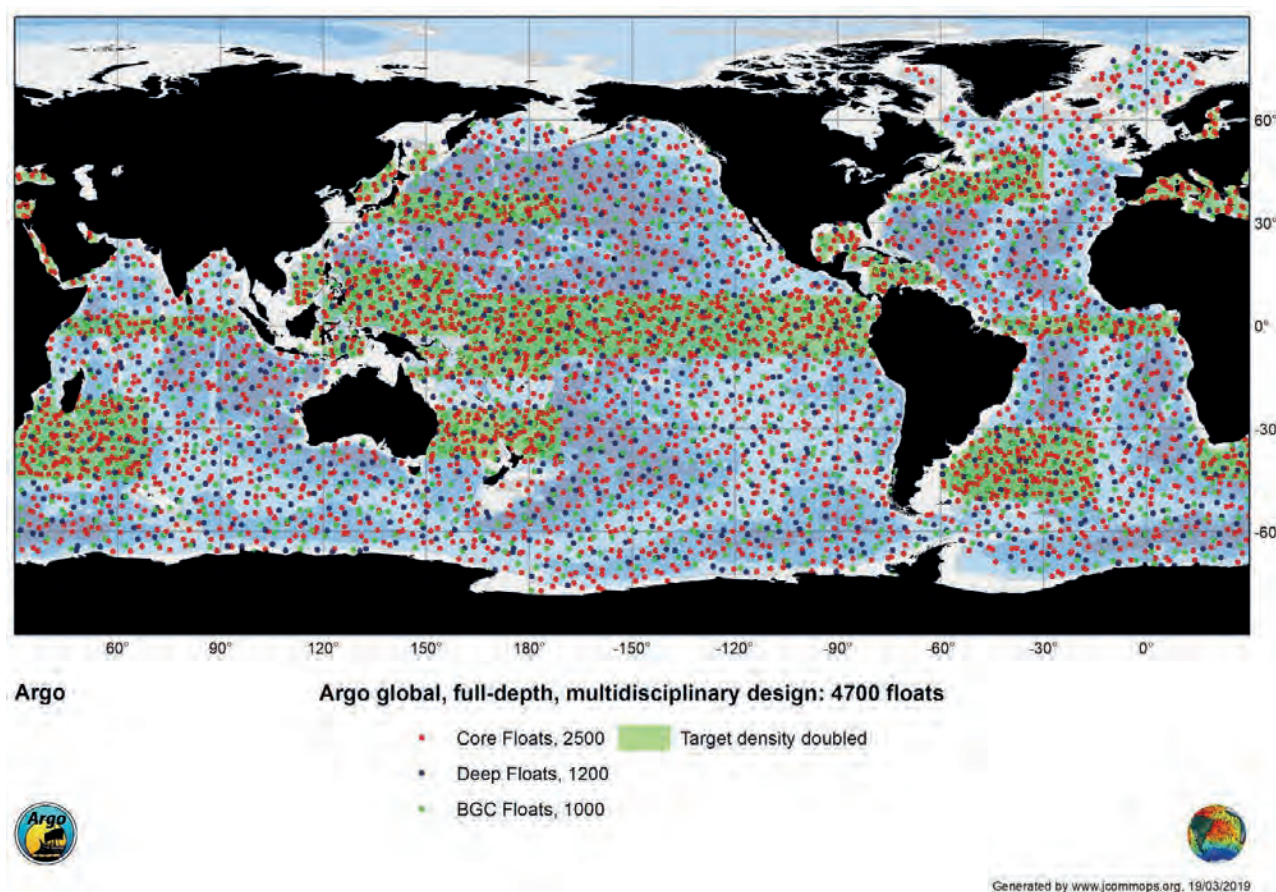 60°
30°
0°
-30°
-60°
60° 90° 120° 150° 180° -150° -120° -90° -60° -30° 0°
Argo
Argo global, full-depth, multidisciplinary design: 4700 floats
Core Floats, 2500 Target density doubled
Deep Floats, 1200
BGC Floats, 1000
Argo
Generated by www.jcommops.org, 19/03/2019